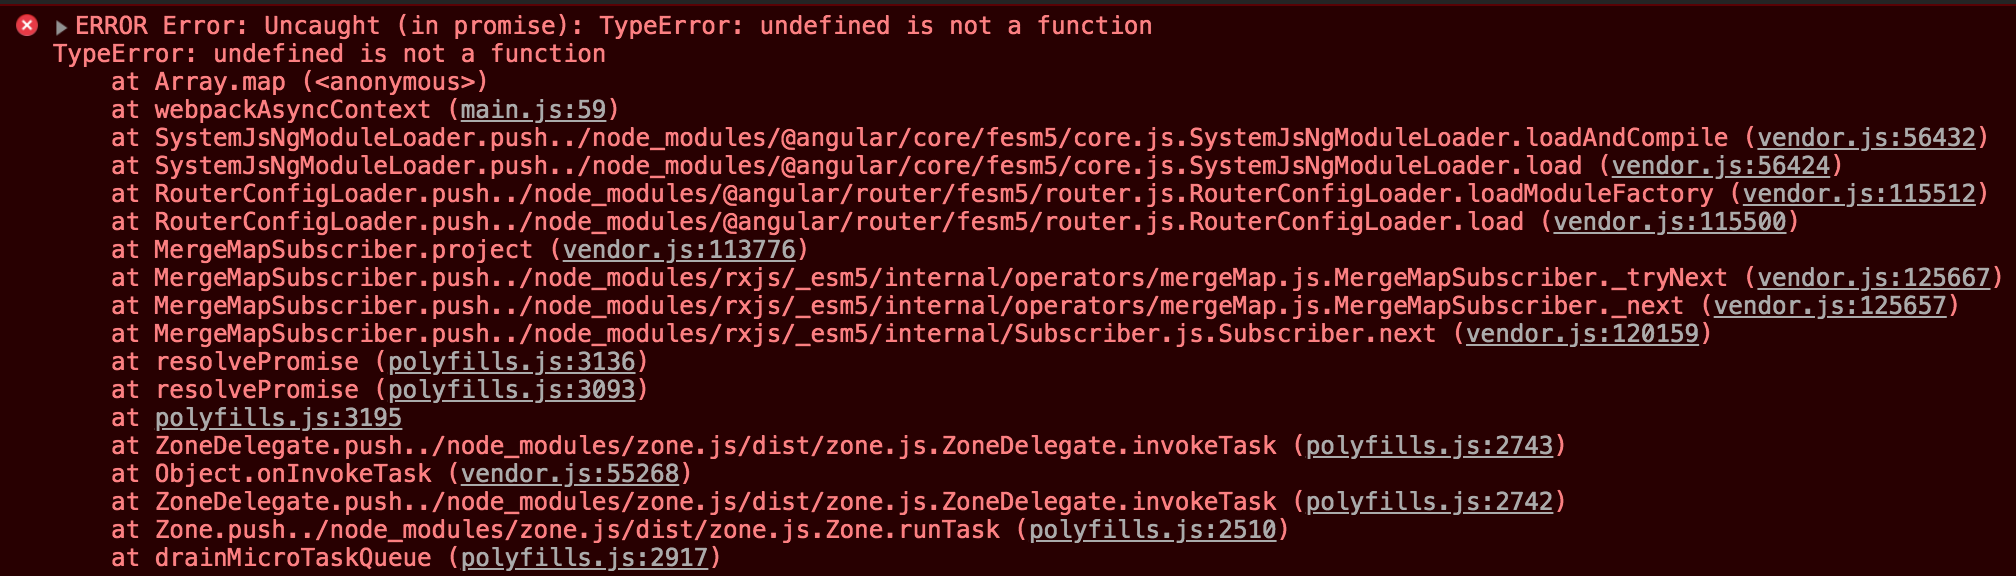 ERROR Error: Uncaught (in promise): TypeError: undefined is not a function
TypeError: undefined is not a function
at Array.map (<anonymous>)
at webpackAsyncContext (main.js:59)
at SystemJsNgModuleLoader.push../node_modules/@angular/core/fesm5/core.js.SystemJsNgModuleLoader.loadAndCompile (vendor.js:56432)
at SystemJsNgModuleLoader.push../node_modules/@angular/core/fesm5/core.js.SystemJsNgModuleLoader.load (vendor.js:56424)
at RouterConfigLoader.push../node_modules/@angular/router/fesm5/router.js.RouterConfigLoader.loadModuleFactory (vendor.js:115512)
at RouterConfigLoader.push../node_modules/@angular/router/fesm5/router.js.RouterConfigLoader.load (vendor.js:115500)
at MergeMapSubscriber.project (vendor.js:113776)
at MergeMapSubscriber.push../node_modules/rxjs/_esm5/internal/operators/mergeMap.js.MergeMapSubscriber._tryNext (vendor.js:125667)
at MergeMapSubscriber.push../node_modules/rxjs/_esm5/internal/operators/mergeMap.js.MergeMapSubscriber._next (vendor.js:125657)
at MergeMapSubscriber.push../node_modules/rxjs/_esm5/internal/Subscriber.js.Subscriber.next (vendor.js:120159)
at resolvePromise (polyfills.js:3136)
at resolvePromise (polyfills.js:3093)
at polyfills.js:3195
at ZoneDelegate.push../node_modules/zone.js/dist/zone.js.ZoneDelegate.invokeTask (polyfills.js:2743)
at Object.onInvokeTask (vendor.js:55268)
at ZoneDelegate.push../node_modules/zone.js/dist/zone.js.ZoneDelegate.invokeTask (polyfills.js:2742)
at Zone.push../node_modules/zone.js/dist/zone.js.Zone.runTask (polyfills.js:2510)
at drainMicroTaskQueue (polyfills.js:2917)